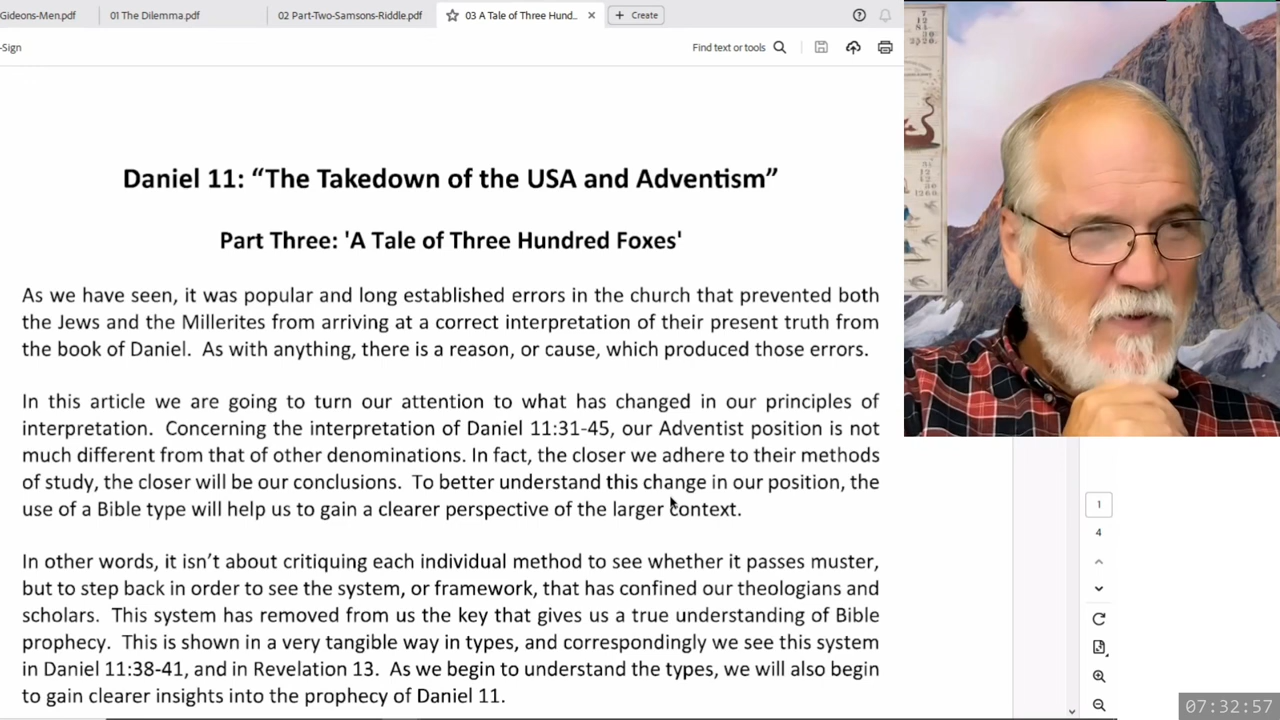 Gideons-Men.pdf
01 The Dilemma.pdf
02 Part-Two-Samsons-Riddle.pdf
03 A Tale of Three Hund...
Create
-Sign
Find text or tools
Daniel 11: “The Takedown of the USA and Adventism”
Part Three: 'A Tale of Three Hundred Foxes'
As we have seen, it was popular and long established errors in the church that prevented both
the Jews and the Millerites from arriving at a correct interpretation of their present truth from
the book of Daniel.  As with anything, there is a reason, or cause, which produced those errors.
In this article we are going to turn our attention to what has changed in our principles of
interpretation.  Concerning the interpretation of Daniel 11:31-45, our Adventist position is not
much different from that of other denominations. In fact, the closer we adhere to their methods
of study, the closer will be our conclusions.  To better understand this change in our position, the
use of a Bible type will help us to gain a clearer perspective of the larger context.
In other words, it isn’t about critiquing each individual method to see whether it passes muster,
but to step back in order to see the system, or framework, that has confined our theologians and
scholars.  This system has removed from us the key that gives us a true understanding of Bible
prophecy.  This is shown in a very tangible way in types, and correspondingly we see this system
in Daniel 11:38-41, and in Revelation 13.  As we begin to understand the types, we will also begin
to gain clearer insights into the prophecy of Daniel 11.
1
4
07:32:57